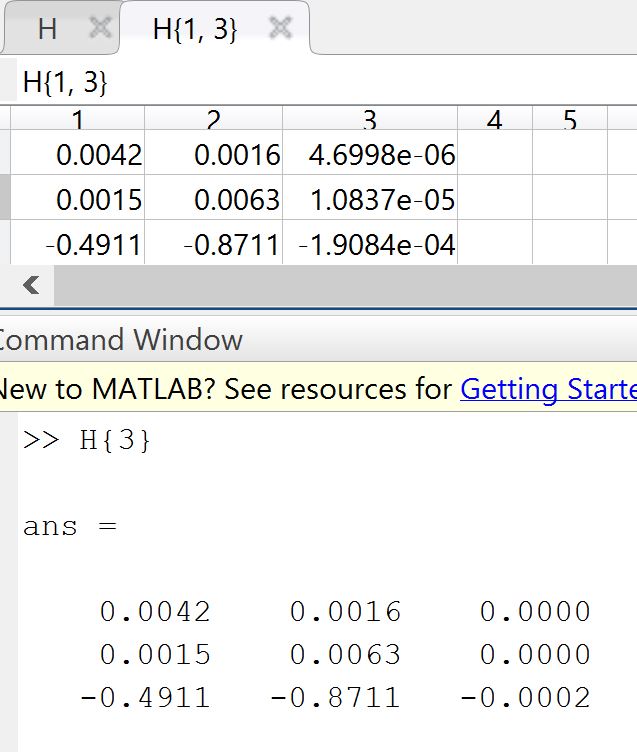 H H{1, 3}
H{1, 3}
1 2 3 4 5
0.0042 0.0016 4.6998e-06
0.0015 0.0063 1.0837e-05
-0.4911 -0.8711 -1.9084e-04
Command Window
New to MATLAB? See resources for Getting Starte
>> H{3}
ans =
0.0042 0.0016 0.0000
0.0015 0.0063 0.0000
-0.4911 -0.8711 -0.0002